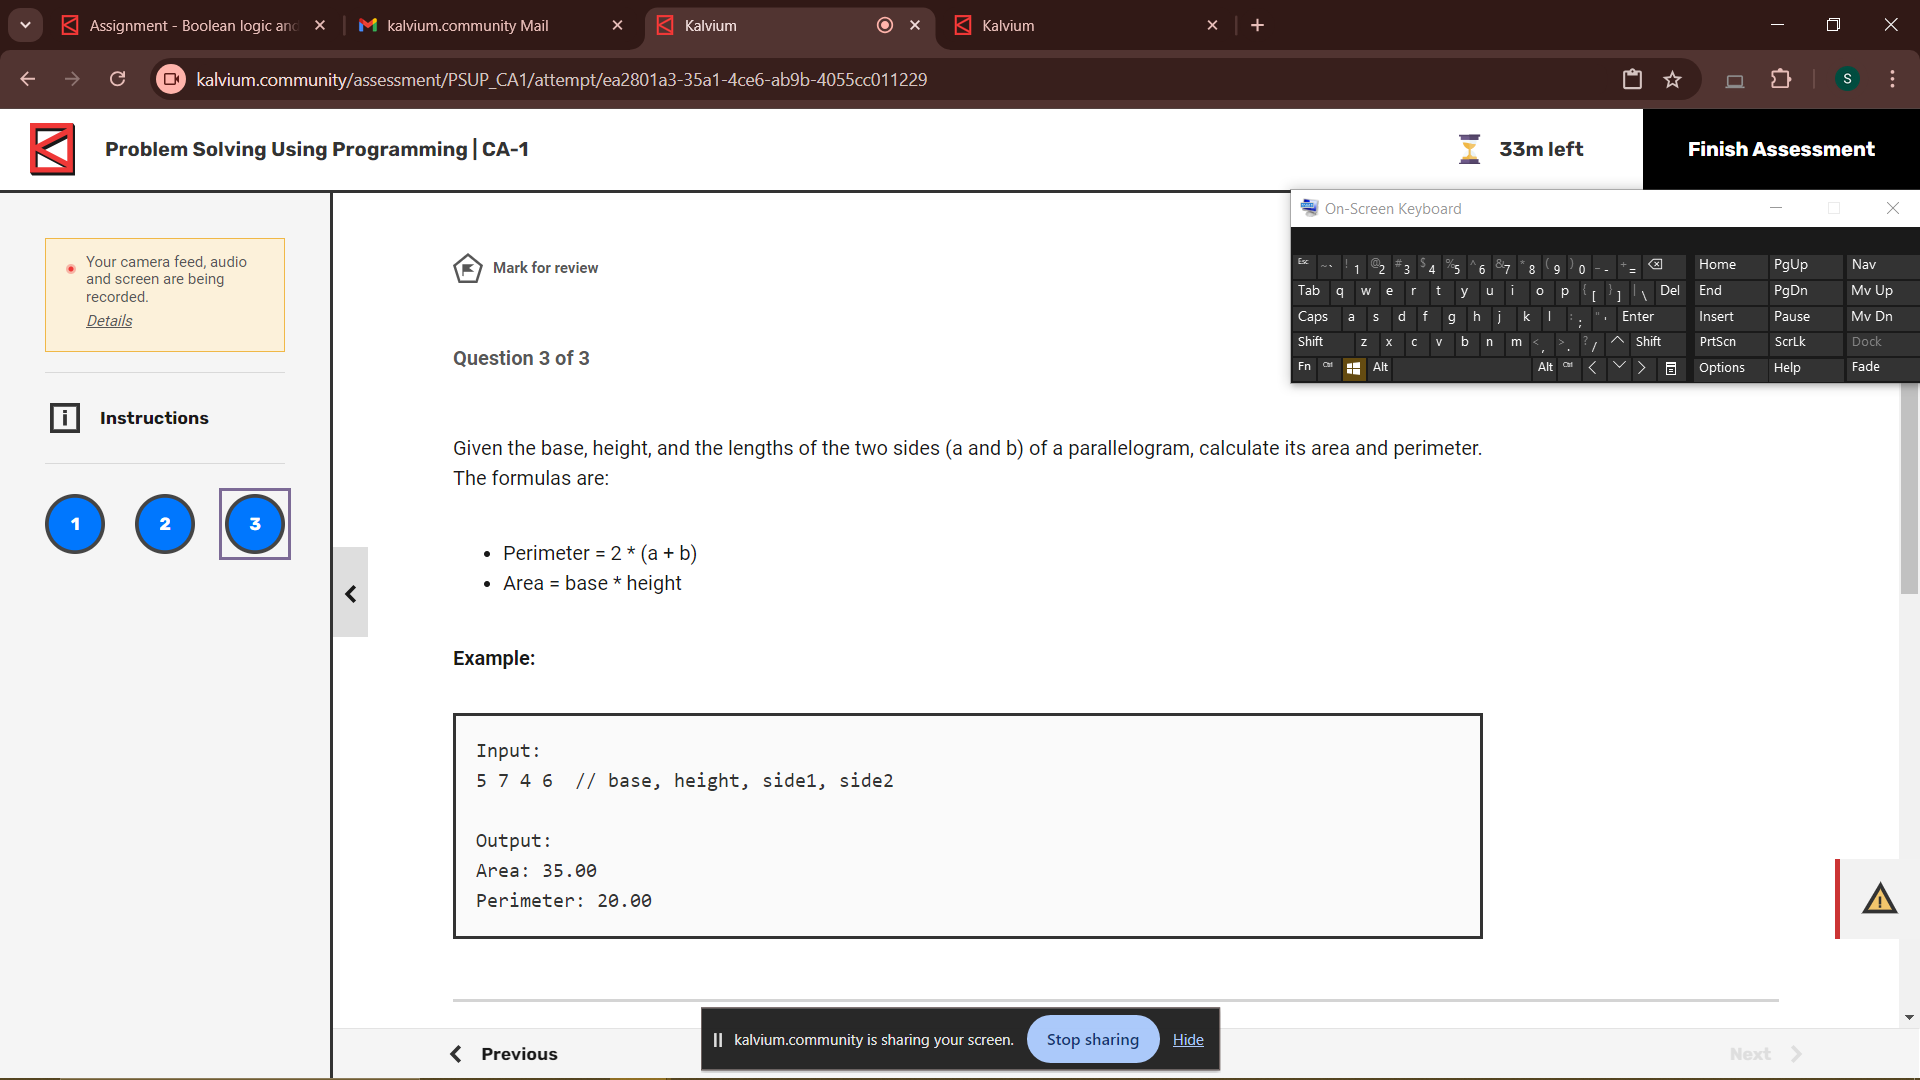 Assignment - Boolean logic and
kalvium.community Mail
Kalvium
Kalvium
kalvium.community/assessment/PSUP_CA1/attempt/ea2801a3-35a1-4ce6-ab9b-4055cc011229
S
Problem Solving Using Programming | CA-1
33m left
Finish Assessment
Your camera feed, audio
and screen are being
recorded.
Details
Instructions
1 2 3
Mark for review
Question 3 of 3
Given the base, height, and the lengths of the two sides (a and b) of a parallelogram, calculate its area and perimeter.
The formulas are:
• Perimeter = 2 * (a + b)
• Area = base * height
Example:
Input:
5 7 4 6  // base, height, side1, side2
Output:
Area: 35.00
Perimeter: 20.00
On-Screen Keyboard
Esc ~ ` ! 1 @ 2 # 3 $ 4 % 5 ^ 6 & 7 * 8 ( 9 ) 0 _ - + = Home PgUp Nav
Tab q w e r t y u i o p { [ } ] | \ Del End PgDn Mv Up
Caps a s d f g h j k l : ; " ' Enter Insert Pause Mv Dn
Shift z x c v b n m < , > . ? / Shift PrtScn ScrLk Dock
Fn Ctrl Alt Alt Ctrl Options Help Fade
Previous
kalvium.community is sharing your screen.
Stop sharing
Hide
Next